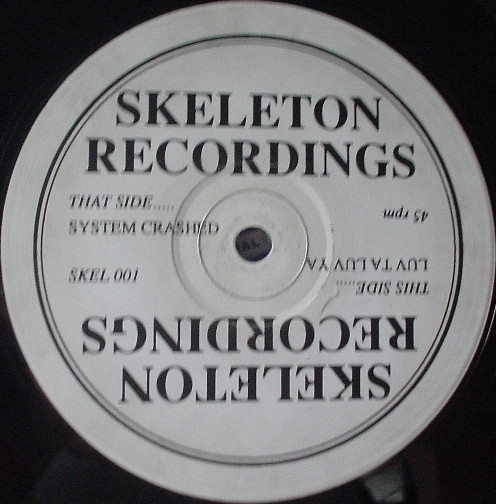 SKELETON
RECORDINGS
THAT SIDE.....
SYSTEM CRASHED
SKEL 001
45 rpm
LUV TA LUV YA
THIS SIDE.....
RECORDINGS
SKELETON